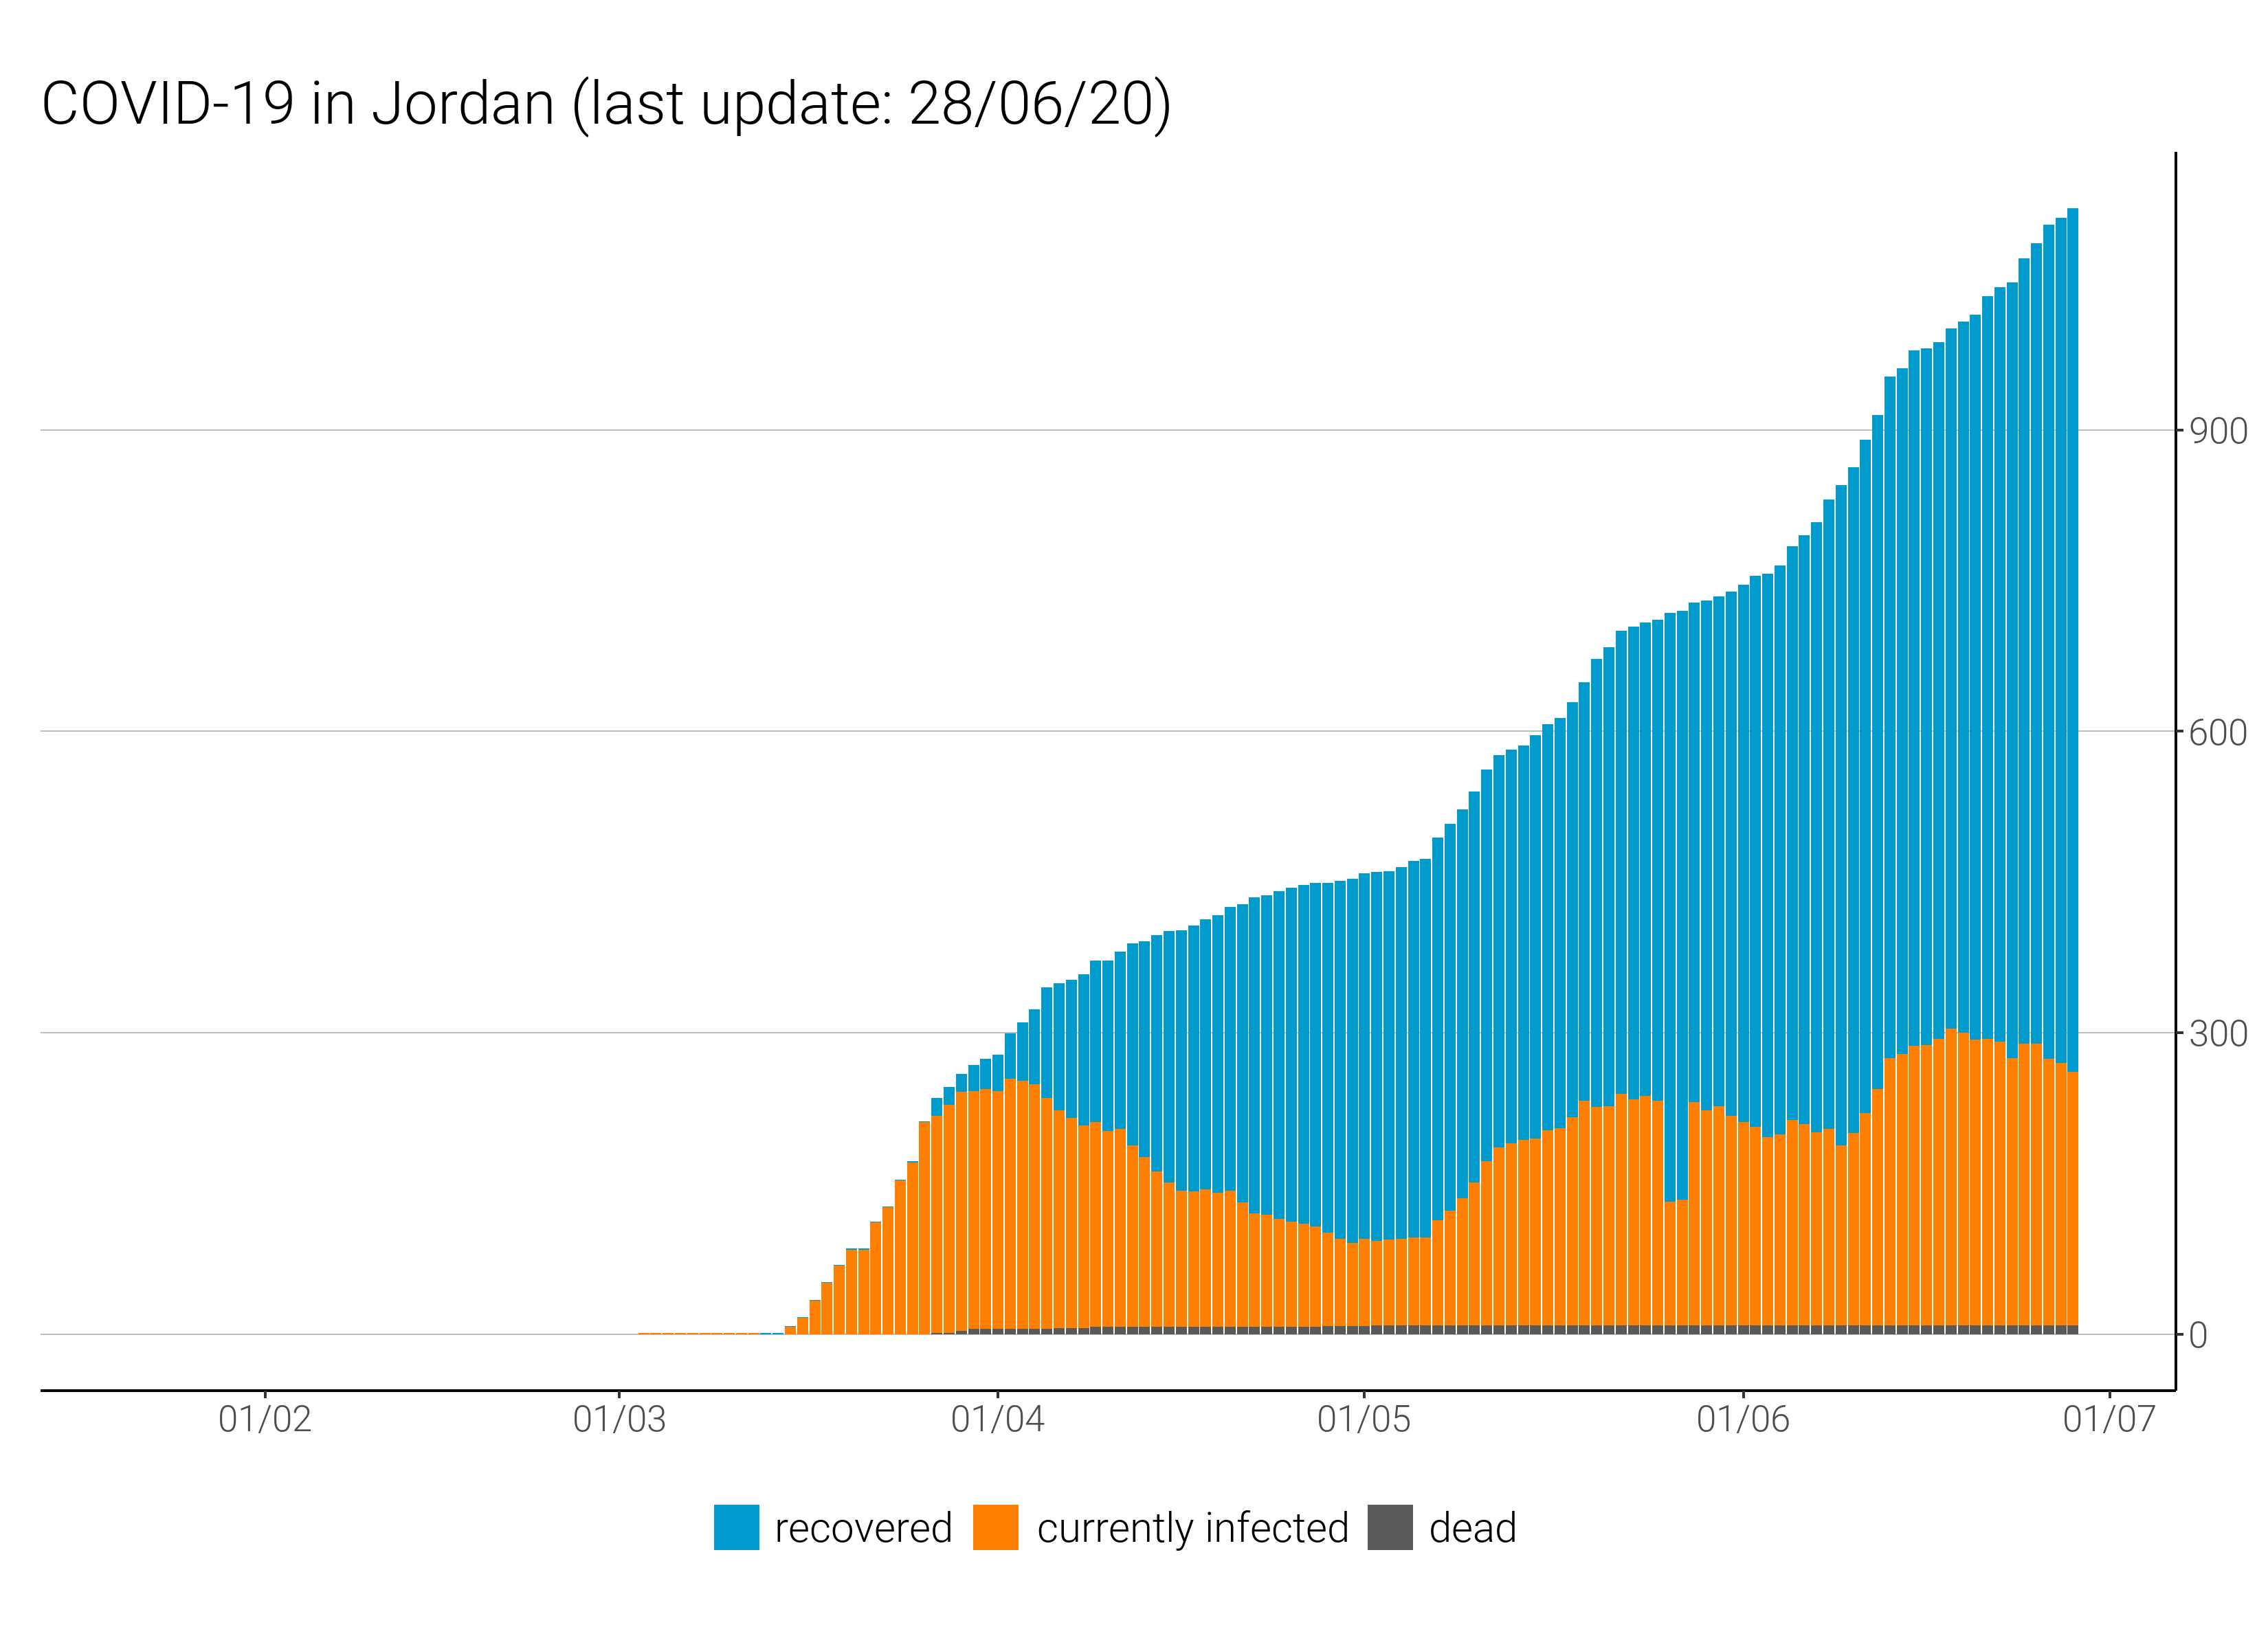 COVID-19 in Jordan (last update: 28/06/20)
900
600
300
0
01/02 01/03 01/04 01/05 01/06 01/07
recovered currently infected dead